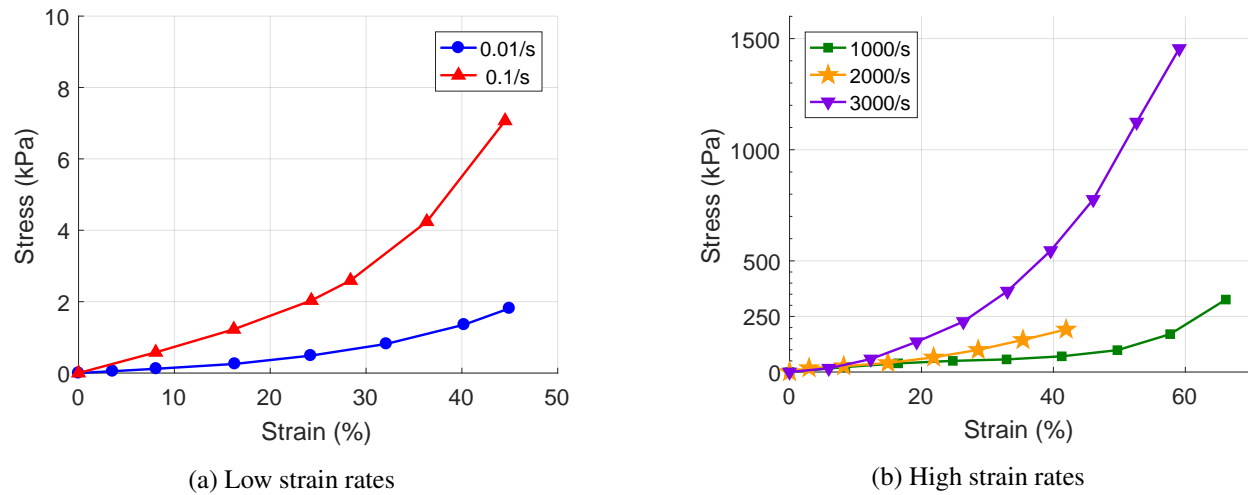 10
8
6
4
2
0
Stress (kPa)
0.01/s
0.1/s
0
10
20
30
40
50
Strain (%)
(a) Low strain rates
1500
1000
500
250
0
Stress (kPa)
1000/s
2000/s
3000/s
0
20
40
60
Strain (%)
(b) High strain rates